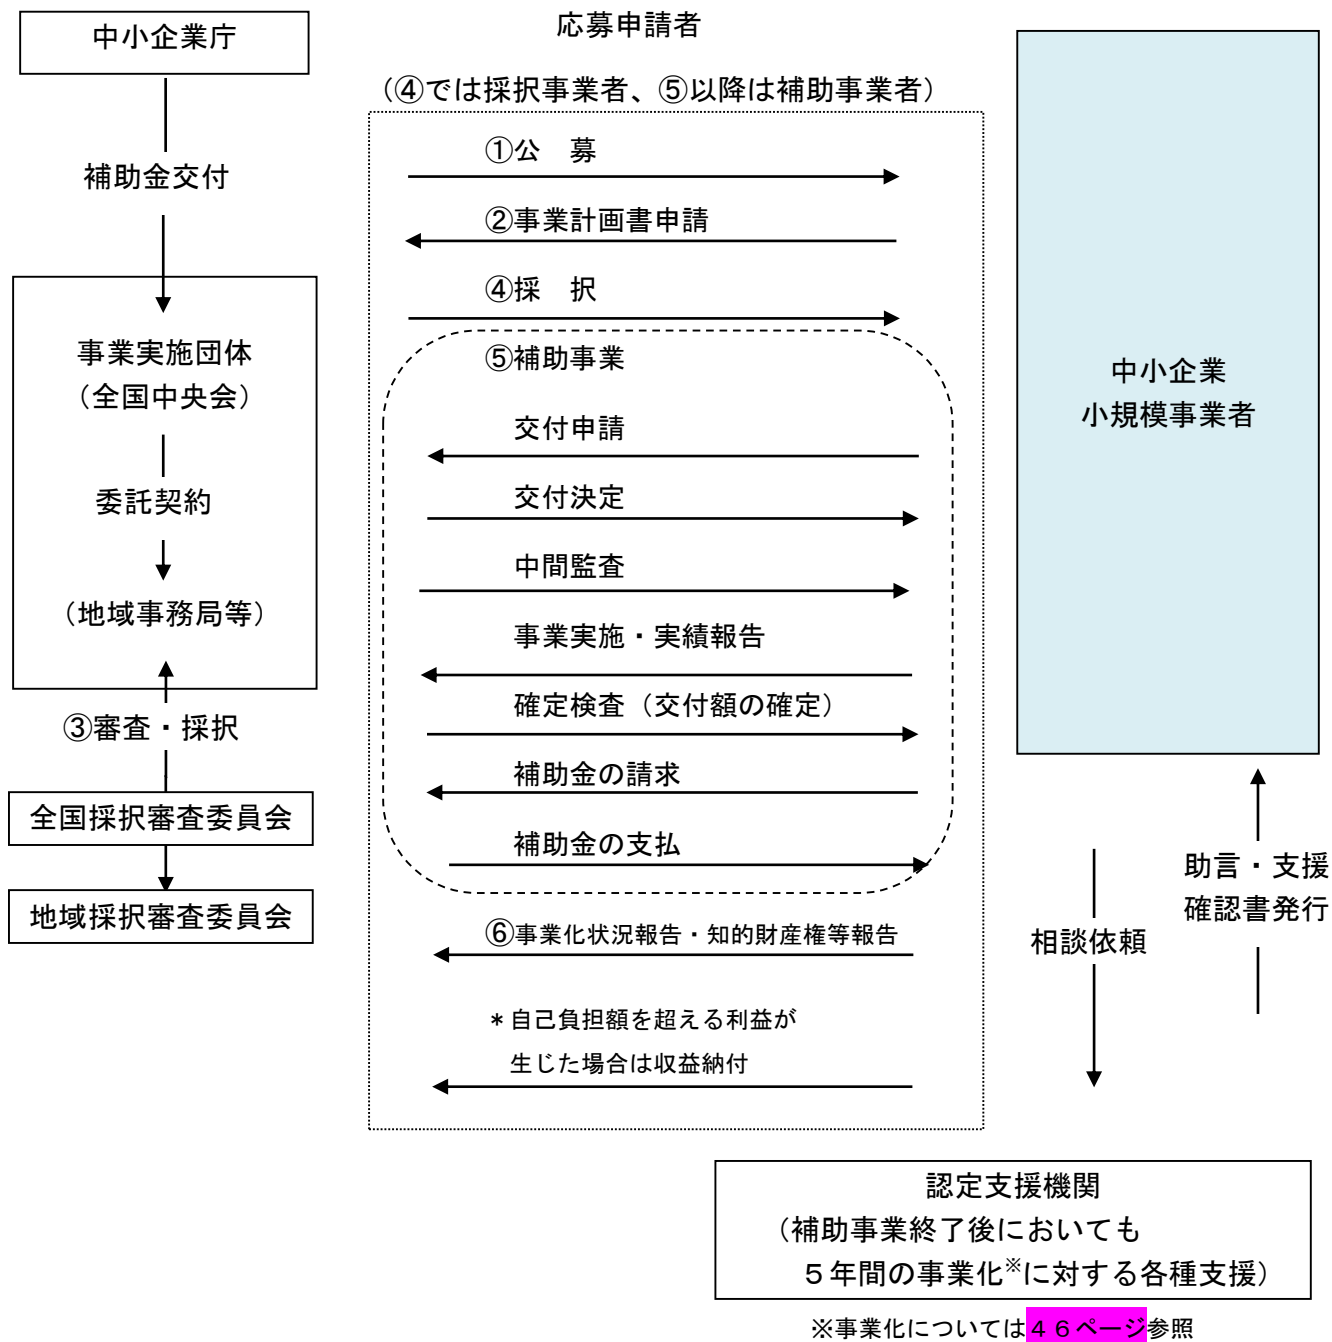 中小企業庁
補助金交付
事業実施団体
（全国中央会）
委託契約
（地域事務局等）
③審査・採択
全国採択審査委員会
地域採択審査委員会
応募申請者
（④では採択事業者、⑤以降は補助事業者）
①公　募
②事業計画書申請
④採　択
⑤補助事業
交付申請
交付決定
中間監査
事業実施・実績報告
確定検査（交付額の確定）
補助金の請求
補助金の支払
⑥事業化状況報告・知的財産権等報告
＊自己負担額を超える利益が
生じた場合は収益納付
中小企業
小規模事業者
助言・支援
確認書発行
相談依頼
認定支援機関
（補助事業終了後においても
５年間の事業化※に対する各種支援）
※事業化については４６ページ参照